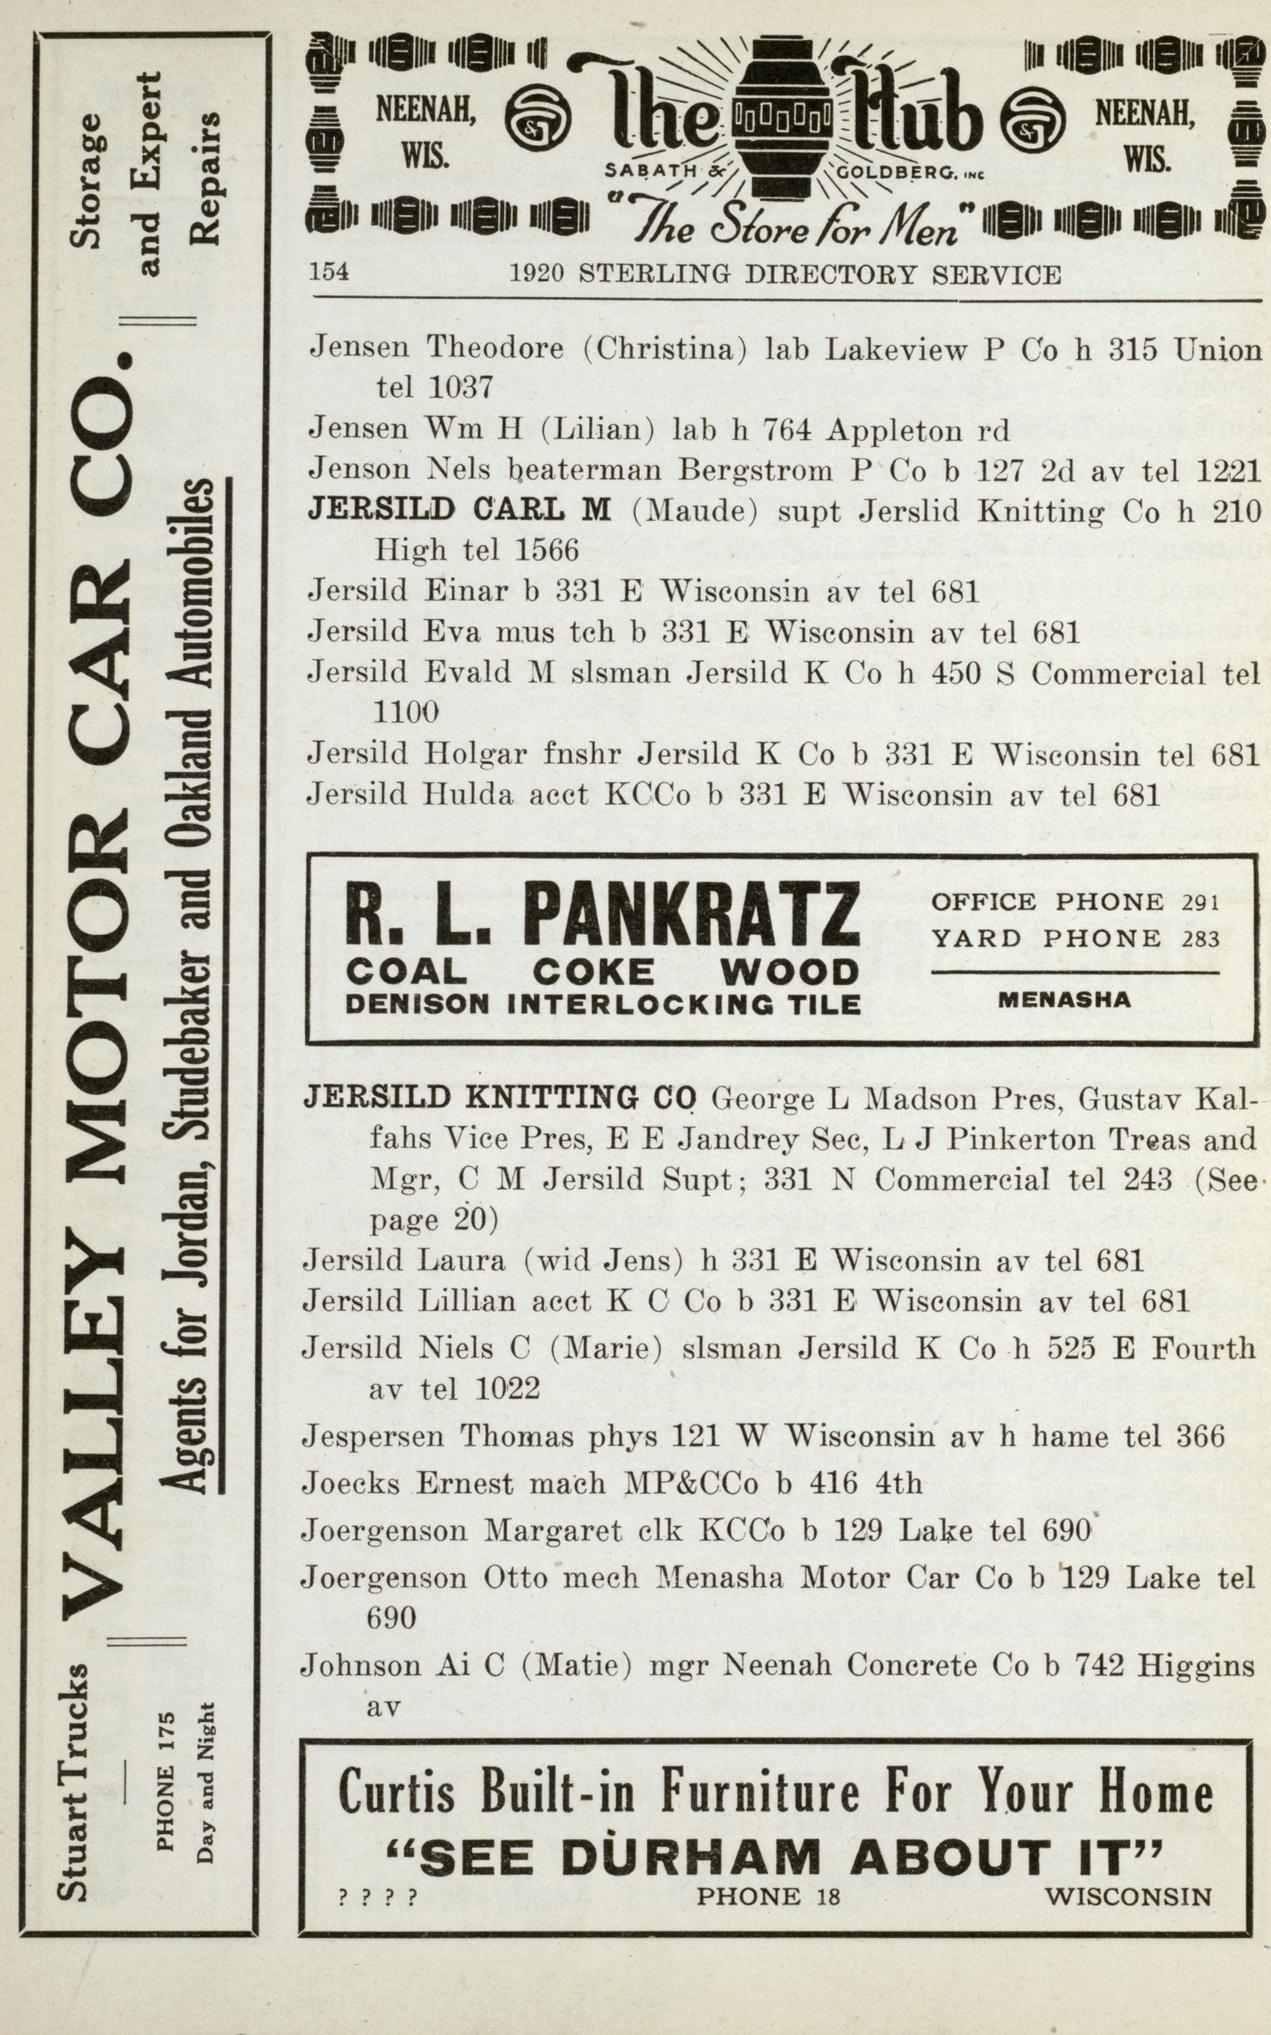 NEENAH,
WIS.
The Hub
SABATH & GOLDBERG, INC
"The Store for Men"
NEENAH,
WIS.
154 1920 STERLING DIRECTORY SERVICE
Jensen Theodore (Christina) lab Lakeview P Co h 315 Union
tel 1037
Jensen Wm H (Lilian) lab h 764 Appleton rd
Jenson Nels beaterman Bergstrom P Co b 127 2d av tel 1221
JERSILD CARL M (Maude) supt Jerslid Knitting Co h 210
High tel 1566
Jersild Einar b 331 E Wisconsin av tel 681
Jersild Eva mus tch b 331 E Wisconsin av tel 681
Jersild Evald M slsman Jersild K Co h 450 S Commercial tel
1100
Jersild Holgar fnshr Jersild K Co b 331 E Wisconsin tel 681
Jersild Hulda acct KCCo b 331 E Wisconsin av tel 681
R. L. PANKRATZ
COAL COKE WOOD
DENISON INTERLOCKING TILE
OFFICE PHONE 291
YARD PHONE 283
MENASHA
JERSILD KNITTING CO George L Madson Pres, Gustav Kal-
fahs Vice Pres, E E Jandrey Sec, L J Pinkerton Treas and
Mgr, C M Jersild Supt; 331 N Commercial tel 243 (See
page 20)
Jersild Laura (wid Jens) h 331 E Wisconsin av tel 681
Jersild Lillian acct K C Co b 331 E Wisconsin av tel 681
Jersild Niels C (Marie) slsman Jersild K Co h 525 E Fourth
av tel 1022
Jespersen Thomas phys 121 W Wisconsin av h hame tel 366
Joecks Ernest mach MP&CCo b 416 4th
Joergenson Margaret clk KCCo b 129 Lake tel 690
Joergenson Otto mech Menasha Motor Car Co b 129 Lake tel
690
Johnson Ai C (Matie) mgr Neenah Concrete Co b 742 Higgins
av
Curtis Built-in Furniture For Your Home
"SEE DURHAM ABOUT IT"
? ? ? ? PHONE 18 WISCONSIN
Stuart Trucks
PHONE 175
Day and Night
VALLEY MOTOR CAR CO.
Agents for Jordan, Studebaker and Oakland Automobiles
Storage
and Expert
Repairs